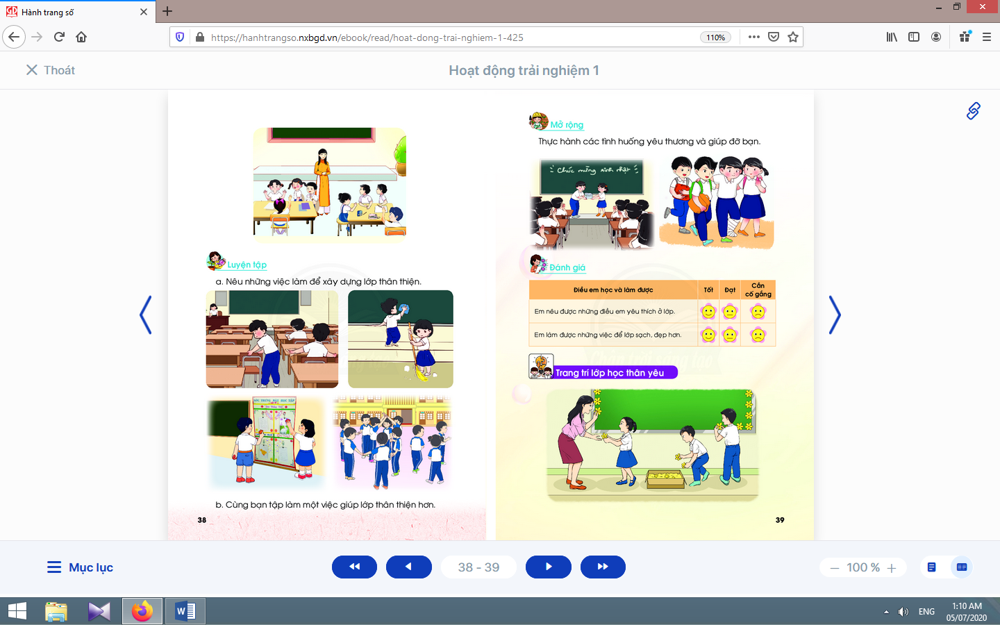 Hành trang số
https://hanhtrangso.nxbgd.vn/ebook/read/hoat-dong-trai-nghiem-1-425
110%
Thoát
Hoạt động trải nghiệm 1
Luyện tập
a. Nêu những việc làm để xây dựng lớp thân thiện.
b. Cùng bạn tập làm một việc giúp lớp thân thiện hơn.
38
Mở rộng
Thực hành các tình huống yêu thương và giúp đỡ bạn.
Chúc mừng sinh nhật
Đánh giá
Điều em học và làm được
Tốt
Đạt
Cần
cố gắng
Em nêu được những điều em yêu thích ở lớp.
Em làm được những việc để lớp sạch, đẹp hơn.
Chân trời sáng tạo
Trang trí lớp học thân yêu
39
Mục lục
38 - 39
100 %
ENG
1:10 AM
05/07/2020